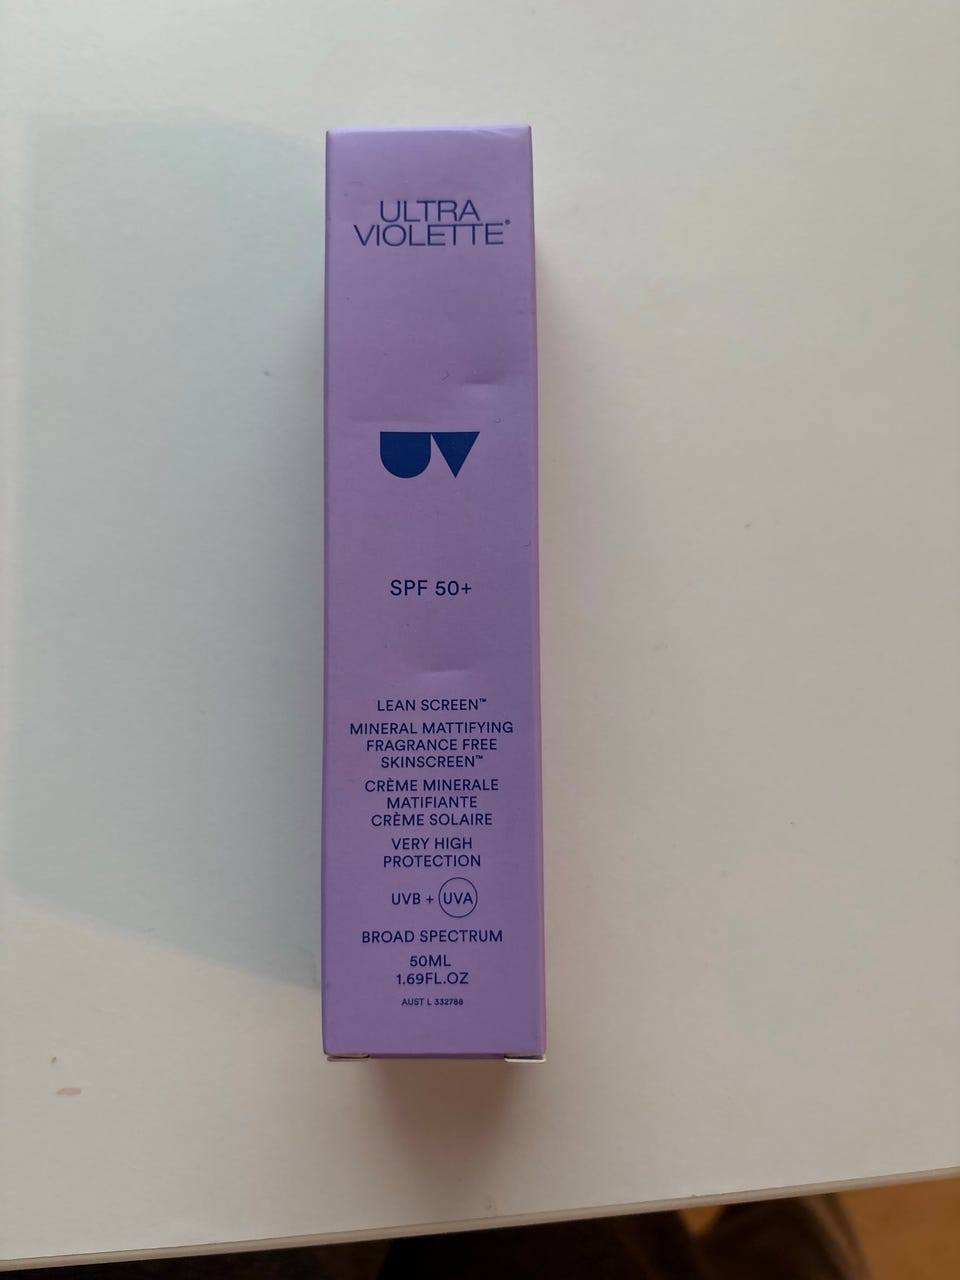 ULTRA
VIOLETTE®
UV
SPF 50+
LEAN SCREEN™
MINERAL MATTIFYING
FRAGRANCE FREE
SKINSCREEN™
CRÈME MINERALE
MATIFIANTE
CRÈME SOLAIRE
VERY HIGH
PROTECTION
UVB + UVA
BROAD SPECTRUM
50ML
1.69FL.OZ
AUST L 332788